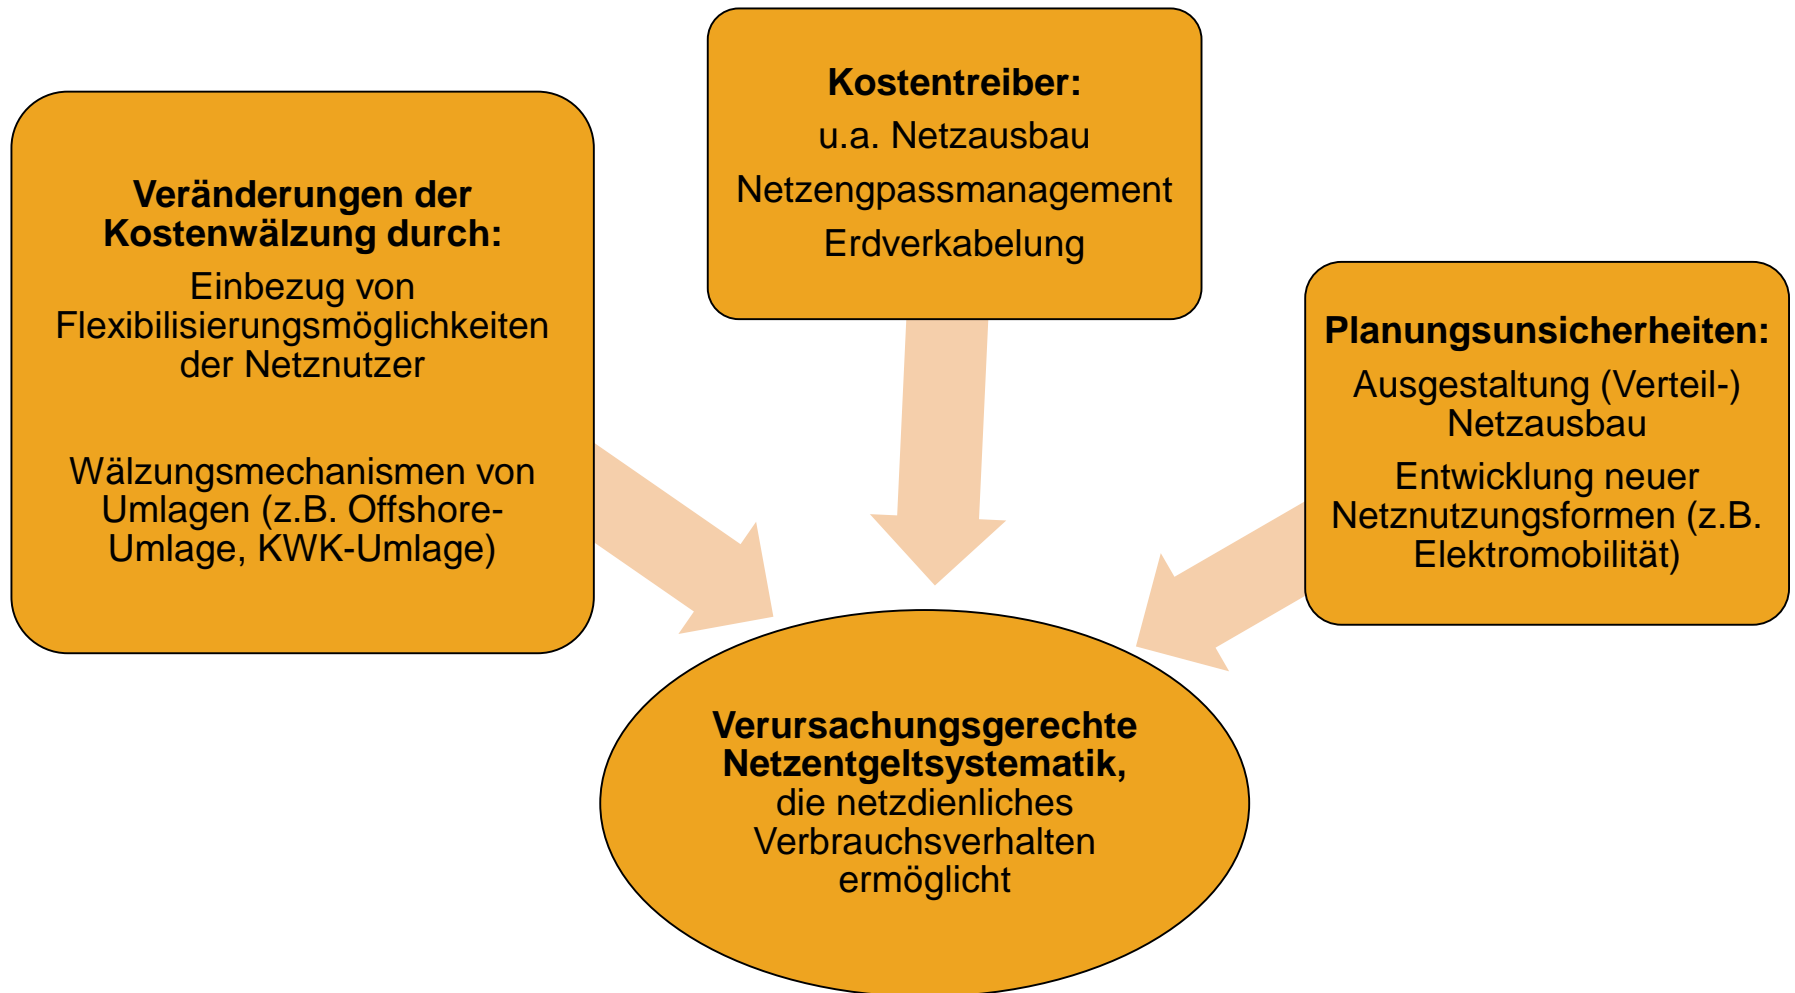 Veränderungen der
Kostenwälzung durch:
Einbezug von
Flexibilisierungsmöglichkeiten
der Netznutzer
Wälzungsmechanismen von
Umlagen (z.B. Offshore-
Umlage, KWK-Umlage)
Kostentreiber:
u.a. Netzausbau
Netzengpassmanagement
Erdverkabelung
Planungsunsicherheiten:
Ausgestaltung (Verteil-)
Netzausbau
Entwicklung neuer
Netznutzungsformen (z.B.
Elektromobilität)
Verursachungsgerechte
Netzentgeltsystematik,
die netzdienliches
Verbrauchsverhalten
ermöglicht